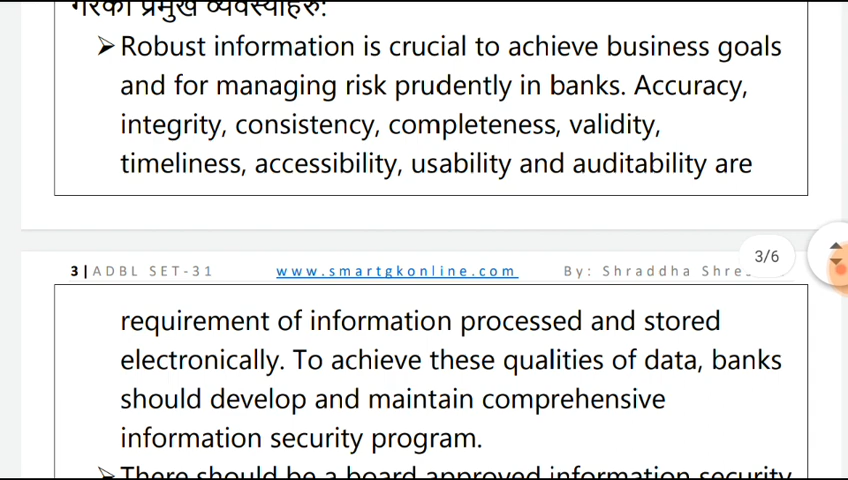 गरेका प्रमुख व्यवस्थाहरु:
➢ Robust information is crucial to achieve business goals
and for managing risk prudently in banks. Accuracy,
integrity, consistency, completeness, validity,
timeliness, accessibility, usability and auditability are
3|ADBL SET-31 www.smartgkonline.com By: Shraddha
3/6
requirement of information processed and stored
electronically. To achieve these qualities of data, banks
should develop and maintain comprehensive
information security program.
➢ There should be a board approved information security